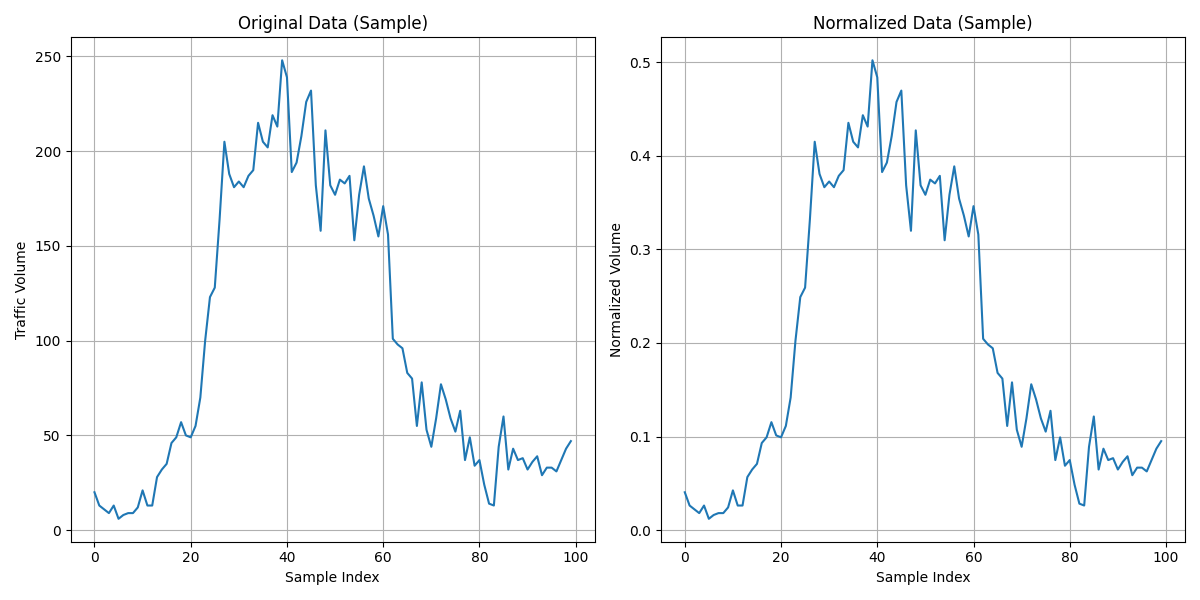 Original Data (Sample)
Traffic Volume
250
200
150
100
50
0
0 20 40 60 80 100
Sample Index
Normalized Data (Sample)
Normalized Volume
0.5
0.4
0.3
0.2
0.1
0.0
0 20 40 60 80 100
Sample Index